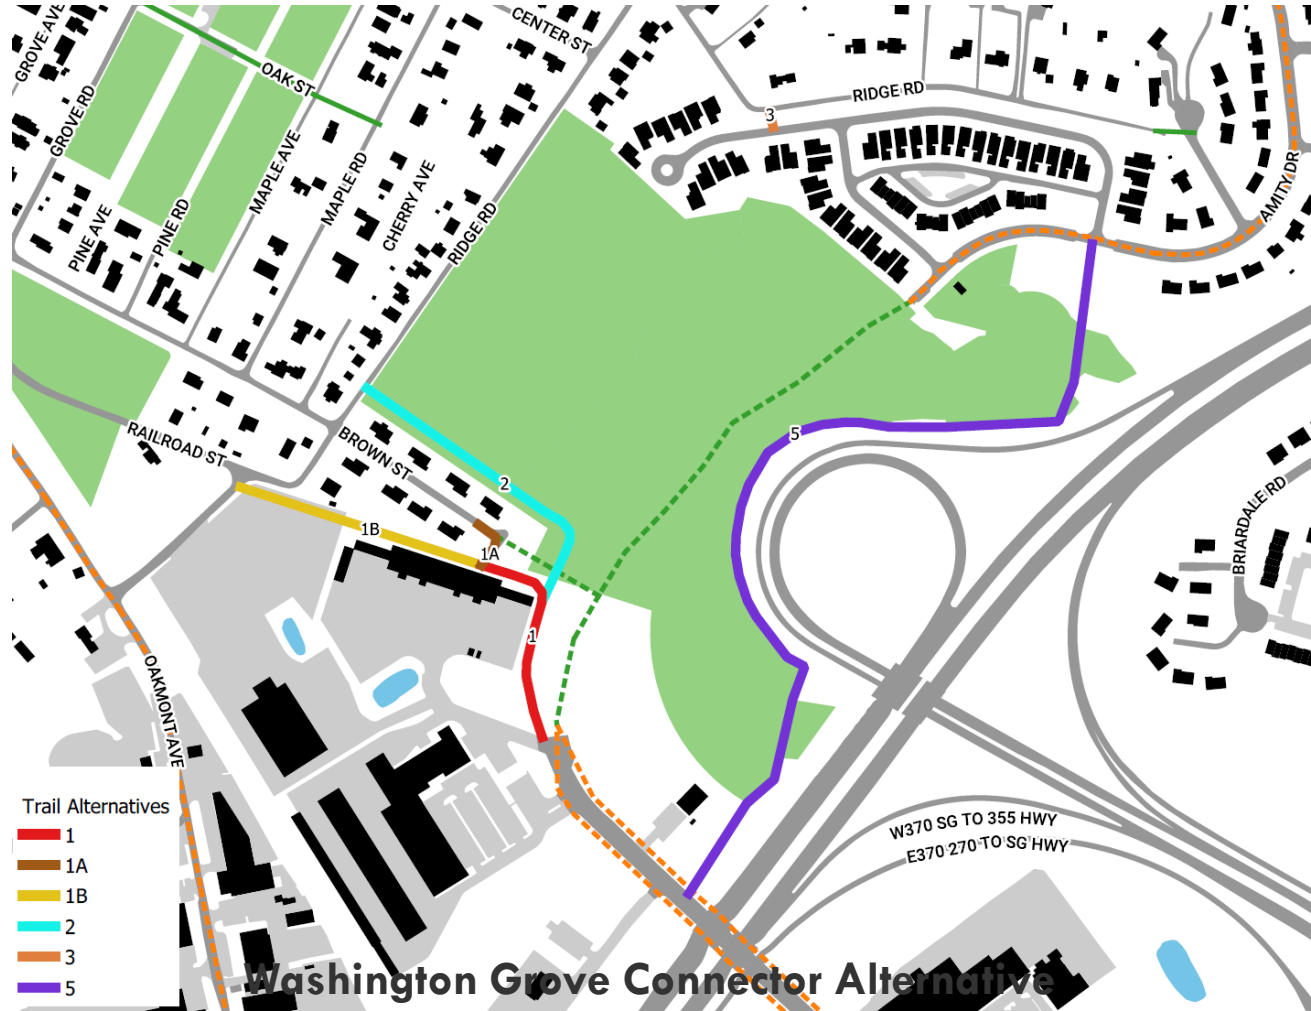 GROVE AVE
CENTER ST
OAK ST
GROVE RD
RIDGE RD
3
MAPLE AVE
MAPLE RD
CHERRY AVE
AMITY DR
PINE AVE
PINE RD
RIDGE RD
RAILROAD ST
BROWN ST
5
2
1B
1A
BRIARDALE RD
1
OAKMONT AVE
W370 SG TO 355 HWY
E370 270 TO SG HWY
Trail Alternatives
1
1A
1B
2
3
5
Washington Grove Connector Alternative